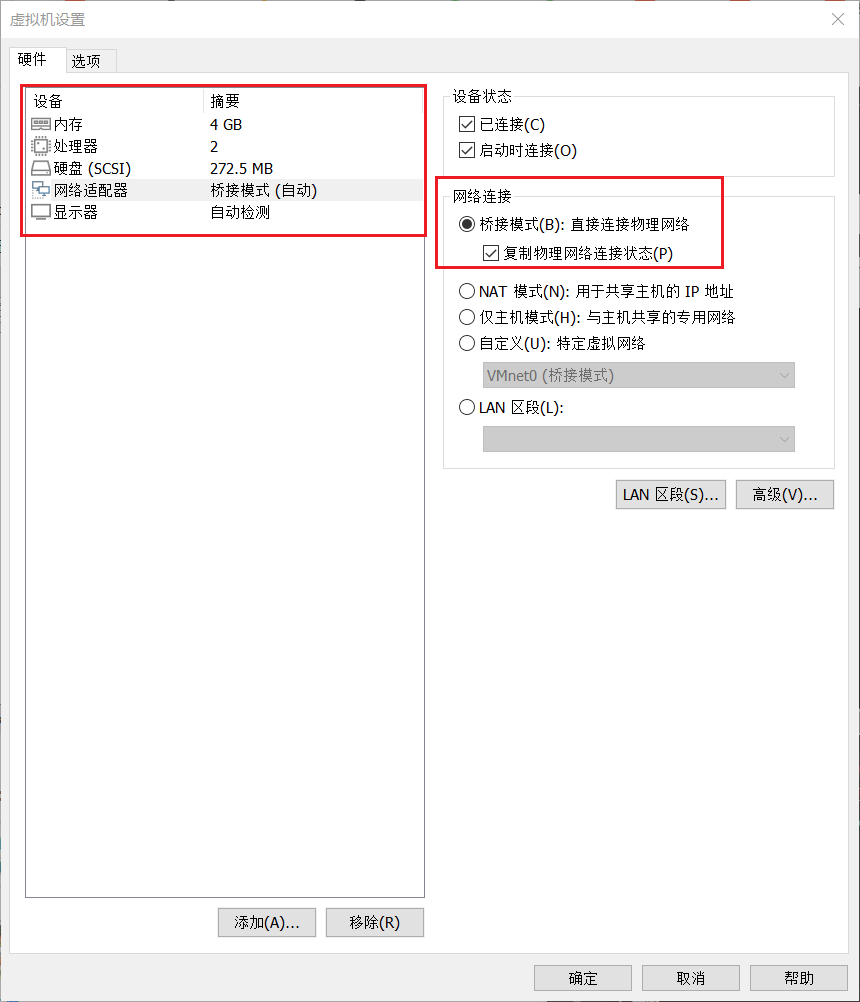 虚拟机设置
硬件 选项
设备 摘要
内存 4 GB
处理器 2
硬盘 (SCSI) 272.5 MB
网络适配器 桥接模式 (自动)
显示器 自动检测
添加(A)... 移除(R)
设备状态
已连接(C)
启动时连接(O)
网络连接
桥接模式(B): 直接连接物理网络
复制物理网络连接状态(P)
NAT 模式(N): 用于共享主机的 IP 地址
仅主机模式(H): 与主机共享的专用网络
自定义(U): 特定虚拟网络
VMnet0 (桥接模式)
LAN 区段(L):
LAN 区段(S)... 高级(V)...
确定 取消 帮助